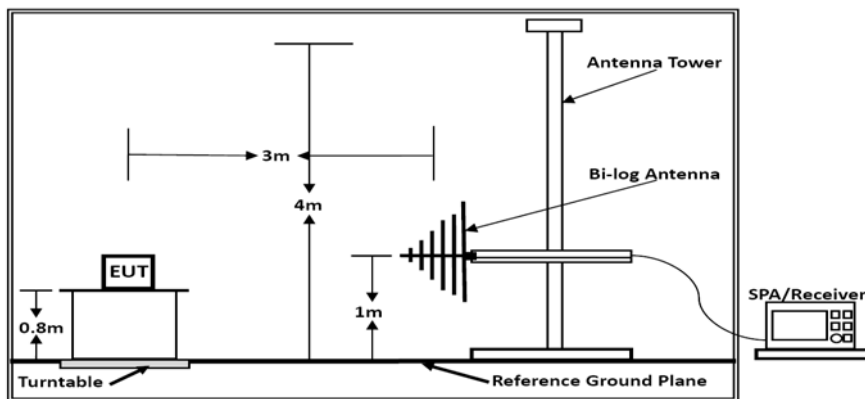 Antenna Tower
3m
Bi-log Antenna
4m
EUT
SPA/Receiver
0.8m
1m
Turntable
Reference Ground Plane